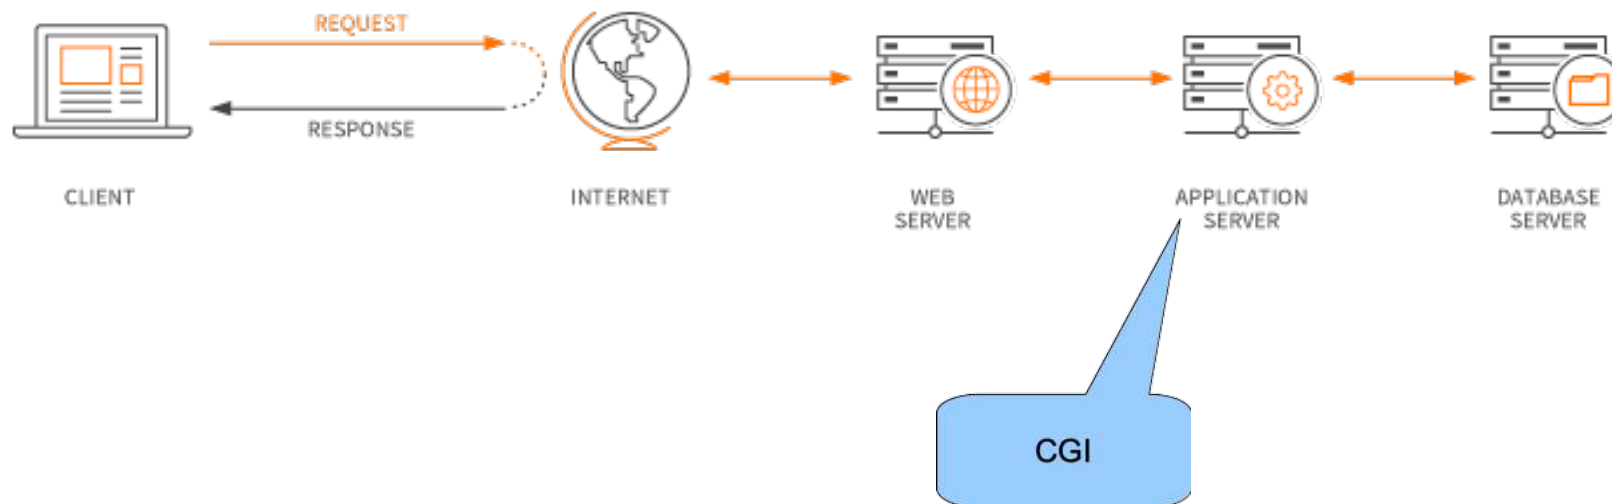 REQUEST
RESPONSE
CLIENT
INTERNET
WEB
SERVER
APPLICATION
SERVER
DATABASE
SERVER
CGI